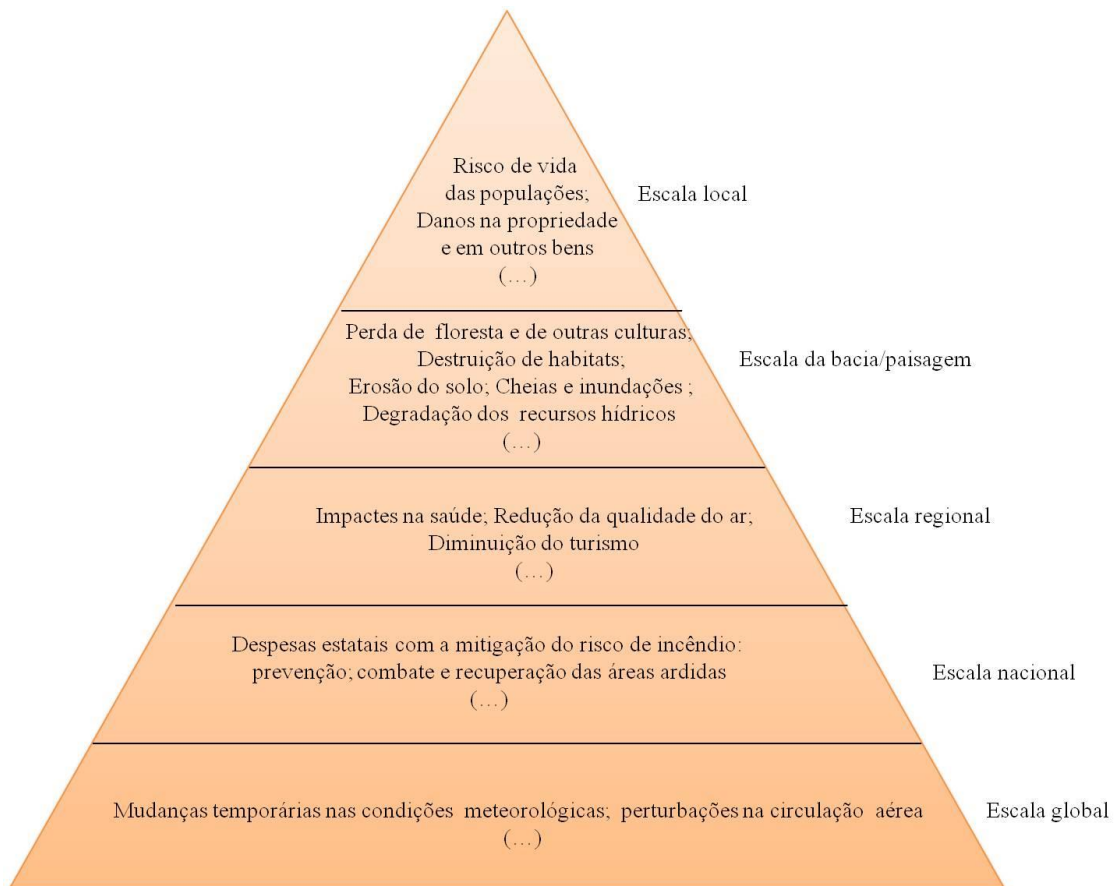 Risco de vida
das populações;
Danos na propriedade
e em outros bens
(…)
Escala local
Perda de floresta e de outras culturas;
Destruição de habitats;
Erosão do solo; Cheias e inundações ;
Degradação dos recursos hídricos
(…)
Escala da bacia/paisagem
Impactes na saúde; Redução da qualidade do ar;
Diminuição do turismo
(…)
Escala regional
Despesas estatais com a mitigação do risco de incêndio:
prevenção; combate e recuperação das áreas ardidas
(…)
Escala nacional
Mudanças temporárias nas condições meteorológicas; perturbações na circulação aérea
(…)
Escala global